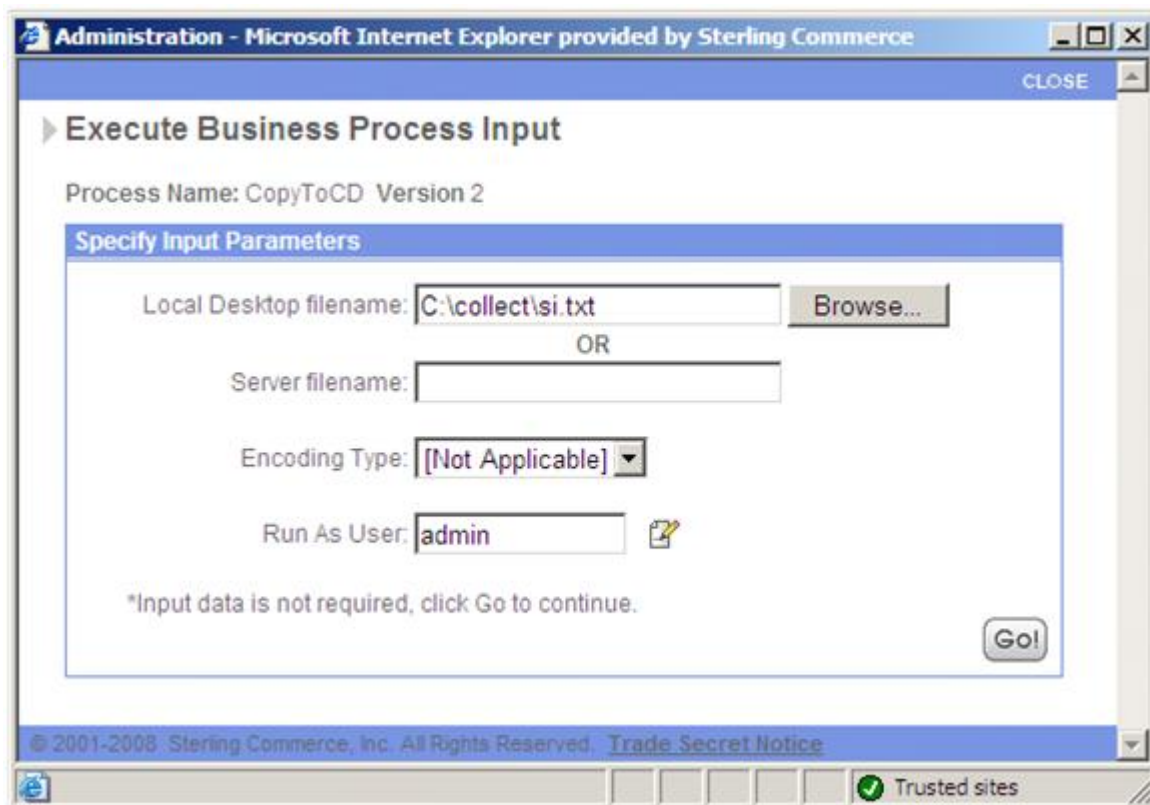 Administration - Microsoft Internet Explorer provided by Sterling Commerce
CLOSE
Execute Business Process Input
Process Name: CopyToCD Version 2
Specify Input Parameters
Local Desktop filename: C:\collect\si.txt Browse...
OR
Server filename:
Encoding Type: [Not Applicable]
Run As User: admin
*Input data is not required, click Go to continue.
Go!
© 2001-2008 Sterling Commerce, Inc. All Rights Reserved. Trade Secret Notice
Trusted sites